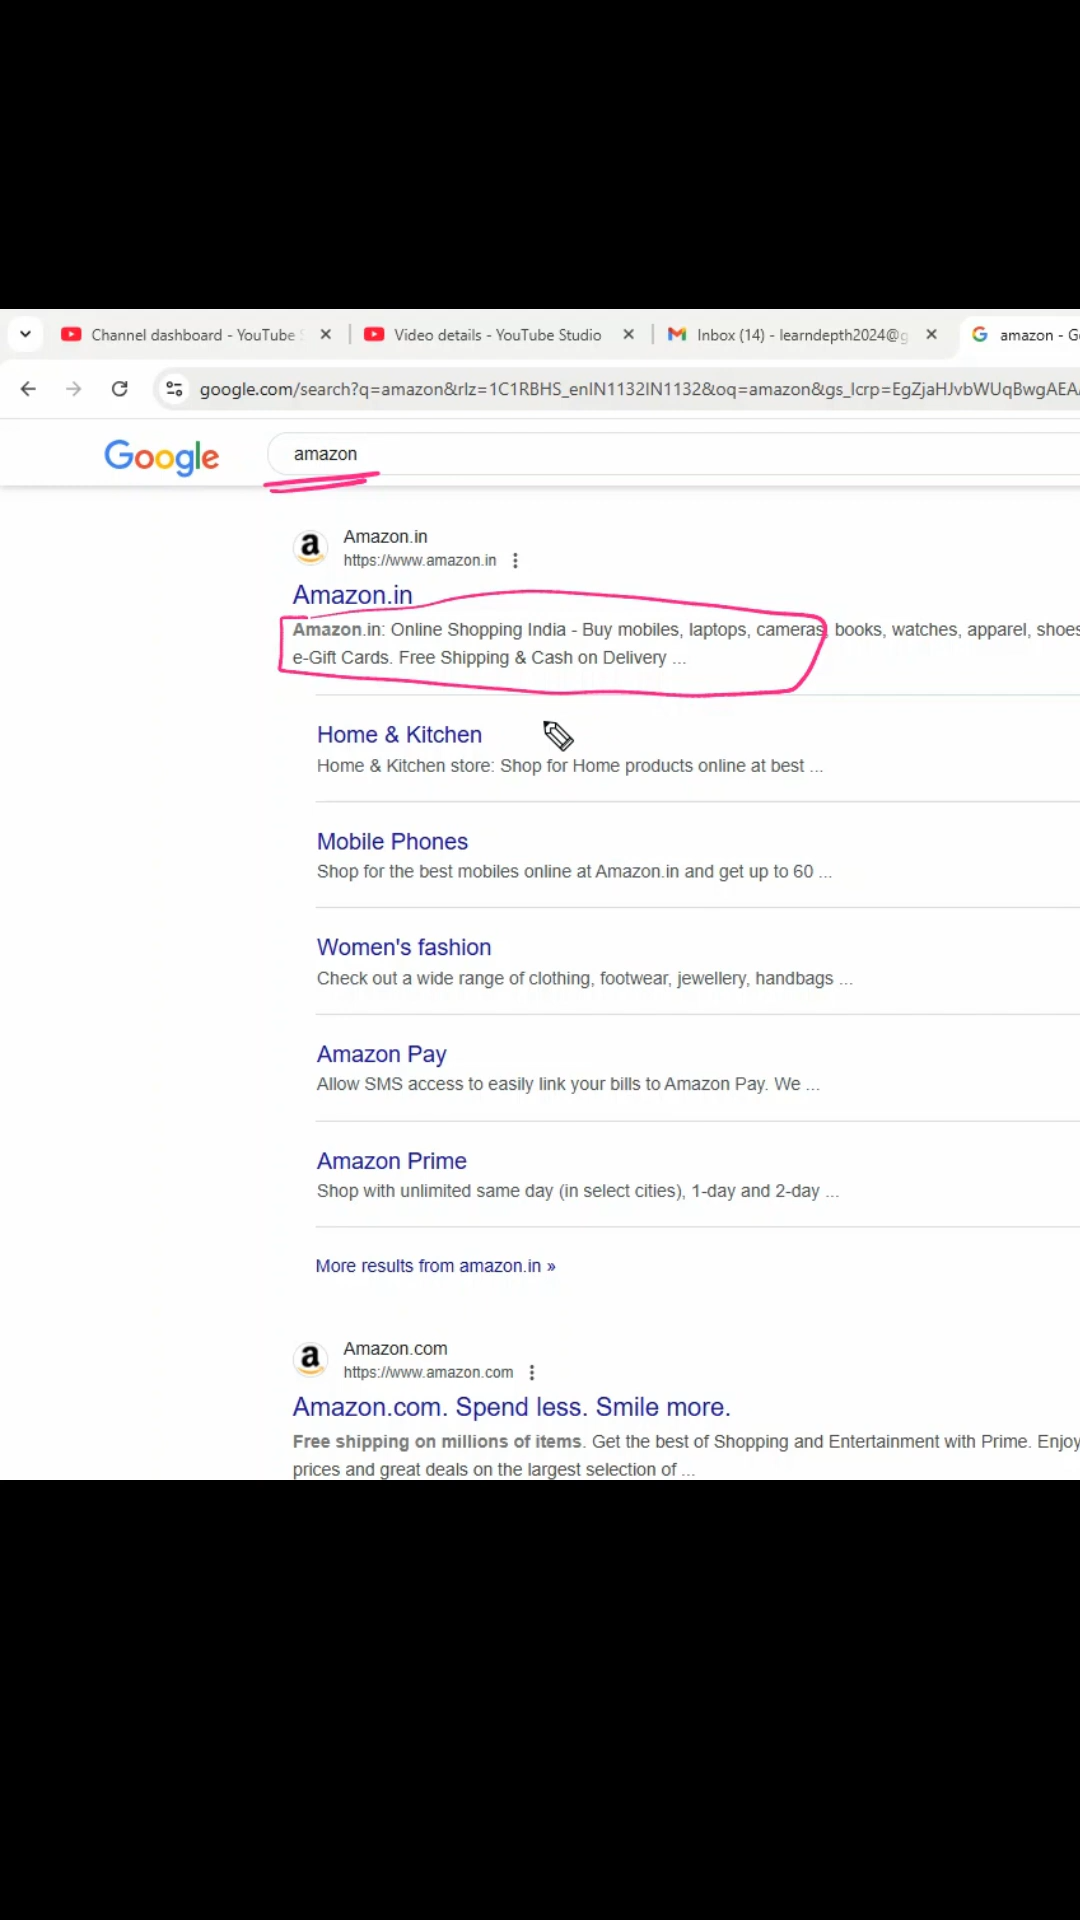 Channel dashboard - YouTube
Video details - YouTube Studio
Inbox (14) - learndepth2024@g
amazon - G
google.com/search?q=amazon&rlz=1C1RBHS_enIN1132IN1132&oq=amazon&gs_lcrp=EgZjaHJvbWUqBwgAEAA
Google
amazon
a
Amazon.in
https://www.amazon.in
Amazon.in
Amazon.in: Online Shopping India - Buy mobiles, laptops, cameras, books, watches, apparel, shoes
e-Gift Cards. Free Shipping & Cash on Delivery ...
Home & Kitchen
Home & Kitchen store: Shop for Home products online at best ...
Mobile Phones
Shop for the best mobiles online at Amazon.in and get up to 60 ...
Women's fashion
Check out a wide range of clothing, footwear, jewellery, handbags ...
Amazon Pay
Allow SMS access to easily link your bills to Amazon Pay. We ...
Amazon Prime
Shop with unlimited same day (in select cities), 1-day and 2-day ...
More results from amazon.in »
a
Amazon.com
https://www.amazon.com
Amazon.com. Spend less. Smile more.
Free shipping on millions of items. Get the best of Shopping and Entertainment with Prime. Enjoy
prices and great deals on the largest selection of ...